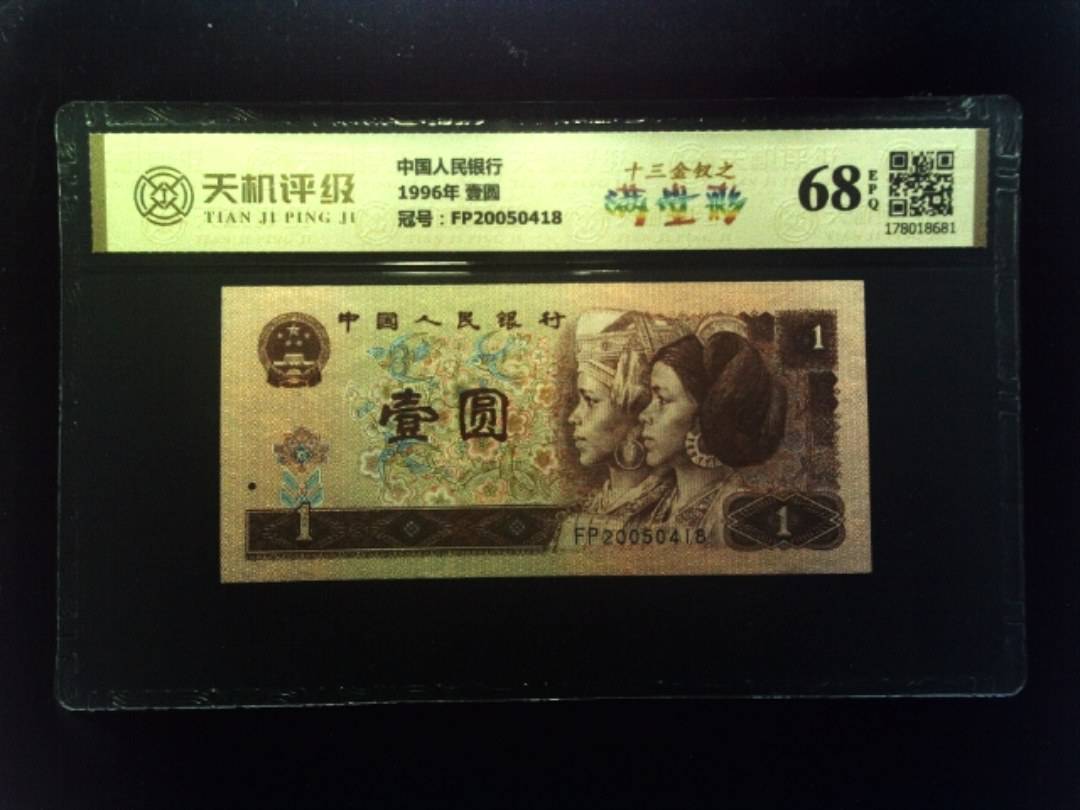 天机评级
TIAN JI PING JI
中国人民银行
1996年 壹圆
冠号：FP20050418
十三金钗之
满堂彩
68
EPQ
178018681
中国人民银行
1
壹圆
1
FP20050418
1